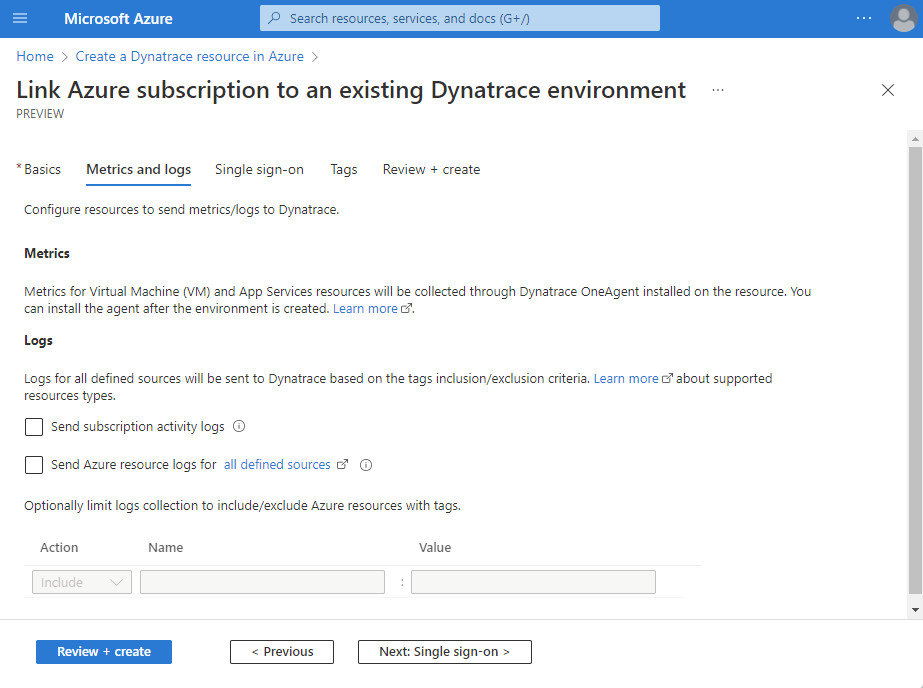 Microsoft Azure
Search resources, services, and docs (G+/)
...
Home > Create a Dynatrace resource in Azure >
Link Azure subscription to an existing Dynatrace environment ...
PREVIEW
* Basics
Metrics and logs
Single sign-on
Tags
Review + create
Configure resources to send metrics/logs to Dynatrace.
Metrics
Metrics for Virtual Machine (VM) and App Services resources will be collected through Dynatrace OneAgent installed on the resource. You
can install the agent after the environment is created. Learn more.
Logs
Logs for all defined sources will be sent to Dynatrace based on the tags inclusion/exclusion criteria. Learn more about supported
resources types.
Send subscription activity logs
Send Azure resource logs for all defined sources
Optionally limit logs collection to include/exclude Azure resources with tags.
Action Name Value
Include :
Review + create
< Previous
Next: Single sign-on >